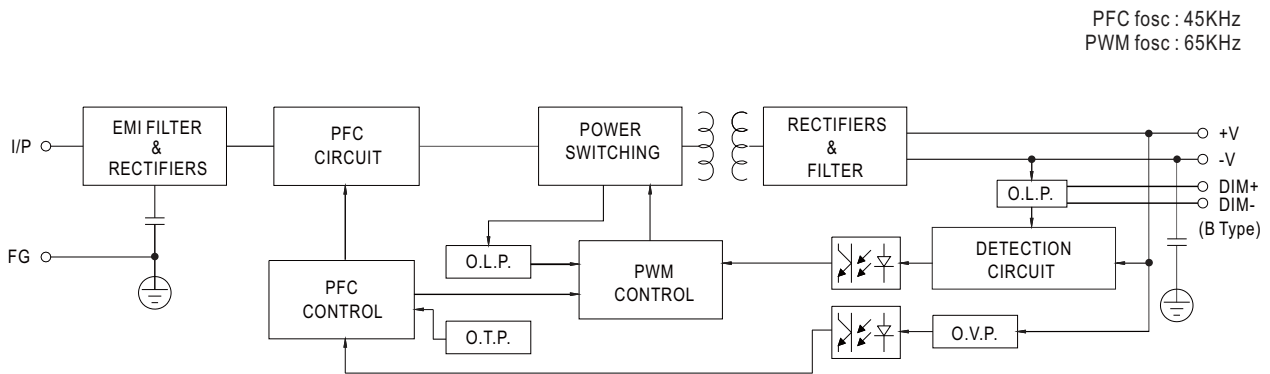 PFC fosc : 45KHz
PWM fosc : 65KHz
I/P
EMI FILTER
&
RECTIFIERS
PFC
CIRCUIT
POWER
SWITCHING
RECTIFIERS
&
FILTER
+V
-V
DIM+
DIM-
(B Type)
O.L.P.
FG
O.L.P.
PWM
CONTROL
DETECTION
CIRCUIT
PFC
CONTROL
O.T.P.
O.V.P.